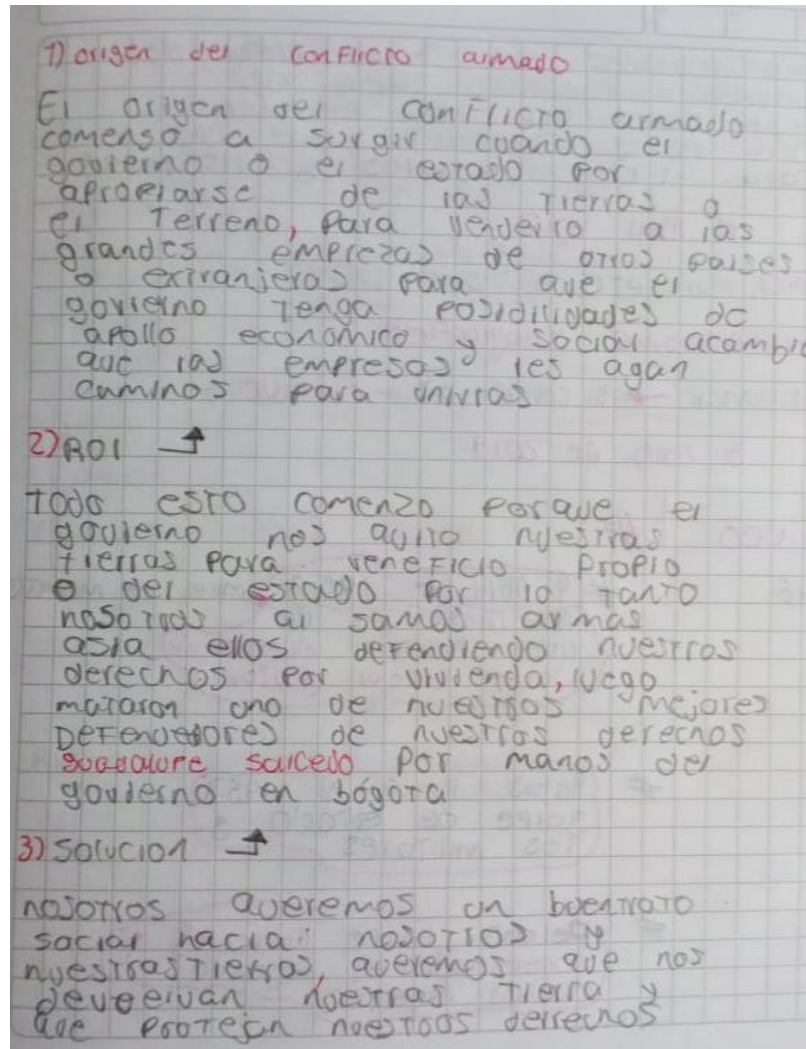 1) origen del conflicto armado
El origen del conflicto armado
comenso a surgir cuando el
govierno o el estado por
apropiarse de las tierras o
el terreno, para venderlo a las
grandes emprezas de otros paises
o extranjeras para que el
govierno tenga posidilidades de
apollo economico y social acambio
que las empresas les agan
caminos para
2) ROl
todo esto comenzo porque el
govierno nos quito nuestras
tierras para veneficio propio
o del estado por lo tanto
nosotros al samos armas
asia ellos defendiendo nuestros
derechos por vivienda, luego
mataron uno de nuestros mejores
Defensores de nuestros derechos
guadalupe salcedo por manos del
govierno en bogota
3) solucion
nosotros queremos un buentrato
social hacia nosotros y
nuestras Tierras, queremos que nos
devuelvan nuestras tierra y
que protejan nuestros derrechos